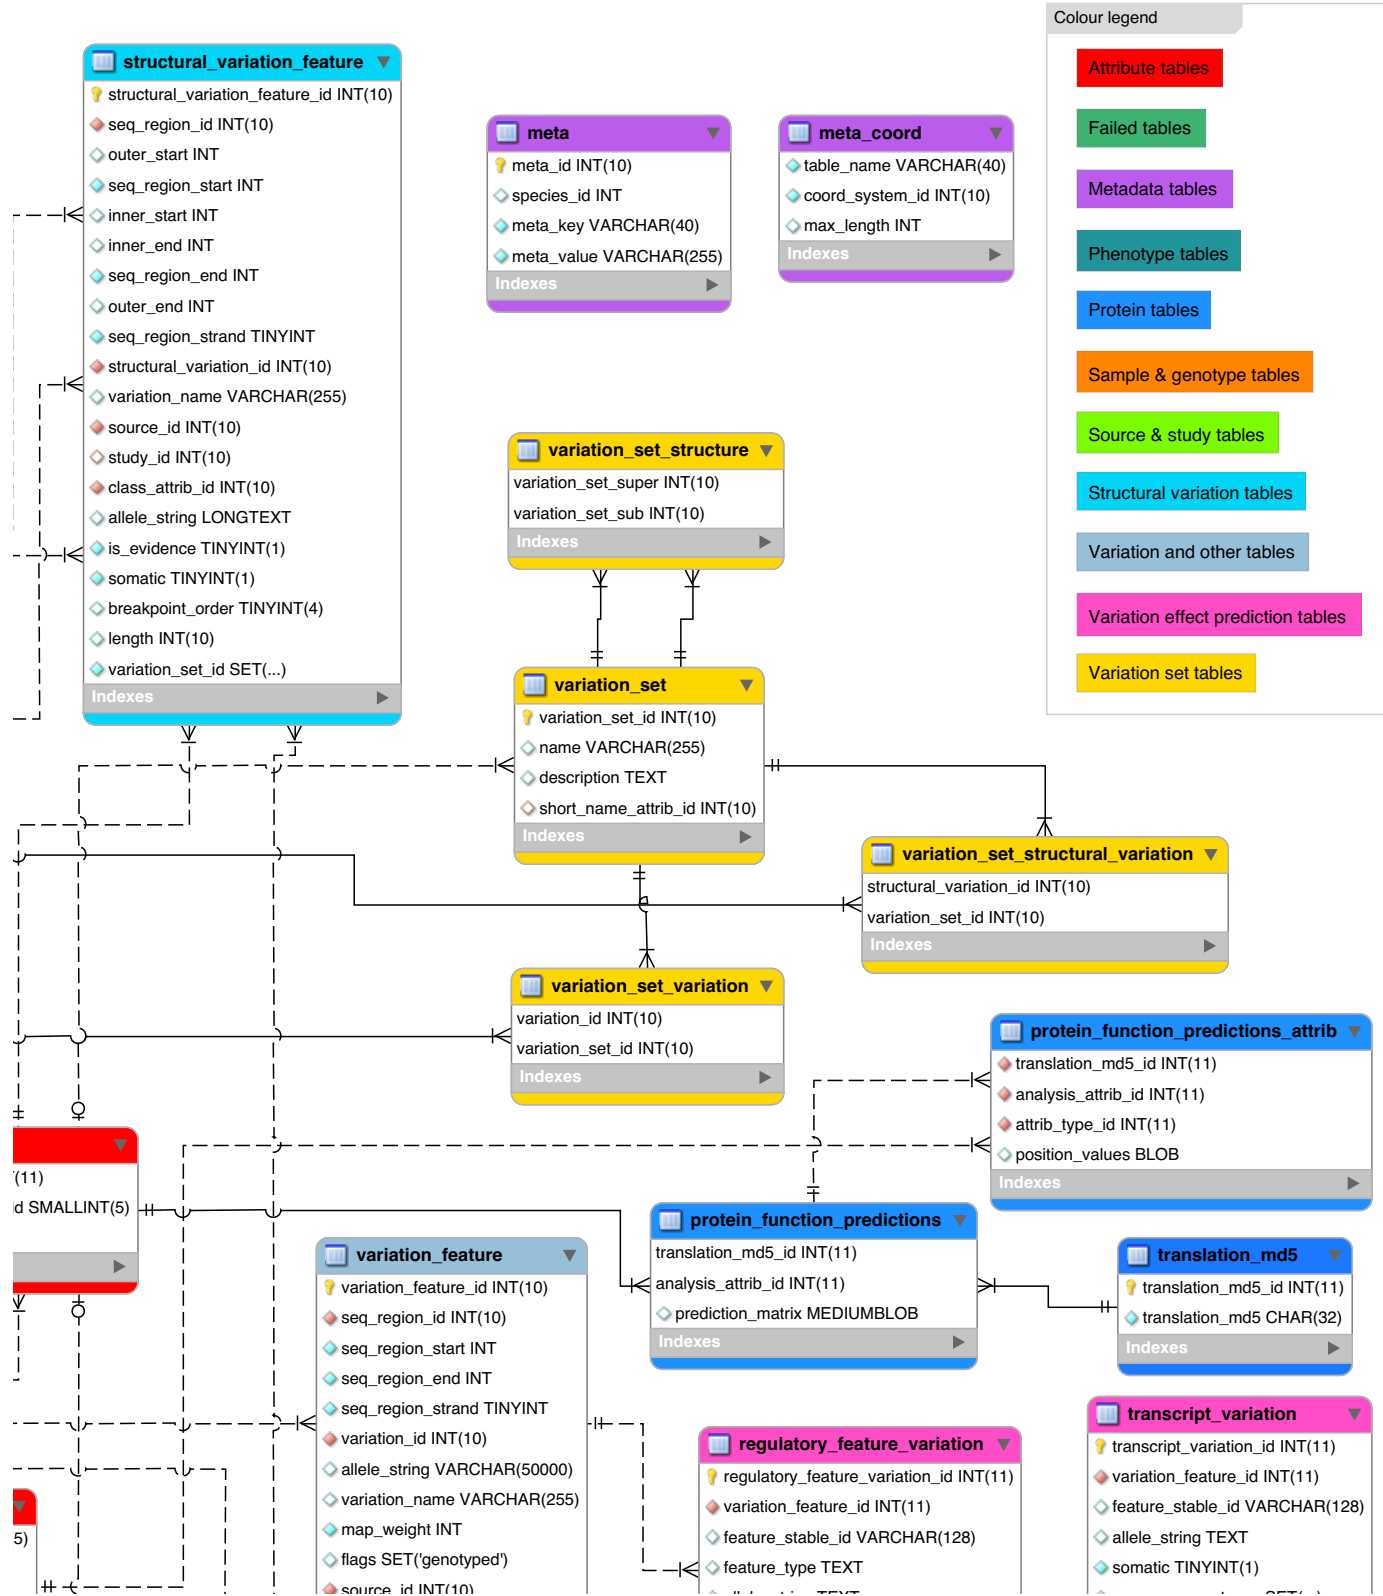 Colour legend
Attribute tables
Failed tables
Metadata tables
Phenotype tables
Protein tables
Sample & genotype tables
Source & study tables
Structural variation tables
Variation and other tables
Variation effect prediction tables
Variation set tables
structural_variation_feature
structural_variation_feature_id INT(10)
seq_region_id INT(10)
outer_start INT
seq_region_start INT
inner_start INT
inner_end INT
seq_region_end INT
outer_end INT
seq_region_strand TINYINT
structural_variation_id INT(10)
variation_name VARCHAR(255)
source_id INT(10)
study_id INT(10)
class_attrib_id INT(10)
allele_string LONGTEXT
is_evidence TINYINT(1)
somatic TINYINT(1)
breakpoint_order TINYINT(4)
length INT(10)
variation_set_id SET(...)
Indexes
meta
meta_id INT(10)
species_id INT
meta_key VARCHAR(40)
meta_value VARCHAR(255)
Indexes
meta_coord
table_name VARCHAR(40)
coord_system_id INT(10)
max_length INT
Indexes
variation_set_structure
variation_set_super INT(10)
variation_set_sub INT(10)
Indexes
variation_set
variation_set_id INT(10)
name VARCHAR(255)
description TEXT
short_name_attrib_id INT(10)
Indexes
variation_set_structural_variation
structural_variation_id INT(10)
variation_set_id INT(10)
Indexes
variation_set_variation
variation_id INT(10)
variation_set_id INT(10)
Indexes
protein_function_predictions_attrib
translation_md5_id INT(11)
analysis_attrib_id INT(11)
attrib_type_id INT(11)
position_values BLOB
Indexes
(11)
id SMALLINT(5)
protein_function_predictions
translation_md5_id INT(11)
analysis_attrib_id INT(11)
prediction_matrix MEDIUMBLOB
Indexes
translation_md5
translation_md5_id INT(11)
translation_md5 CHAR(32)
Indexes
variation_feature
variation_feature_id INT(10)
seq_region_id INT(10)
seq_region_start INT
seq_region_end INT
seq_region_strand TINYINT
variation_id INT(10)
allele_string VARCHAR(50000)
variation_name VARCHAR(255)
map_weight INT
flags SET('genotyped')
source_id INT(10)
5)
regulatory_feature_variation
regulatory_feature_variation_id INT(11)
variation_feature_id INT(11)
feature_stable_id VARCHAR(128)
feature_type TEXT
transcript_variation
transcript_variation_id INT(11)
variation_feature_id INT(11)
feature_stable_id VARCHAR(128)
allele_string TEXT
somatic TINYINT(1)